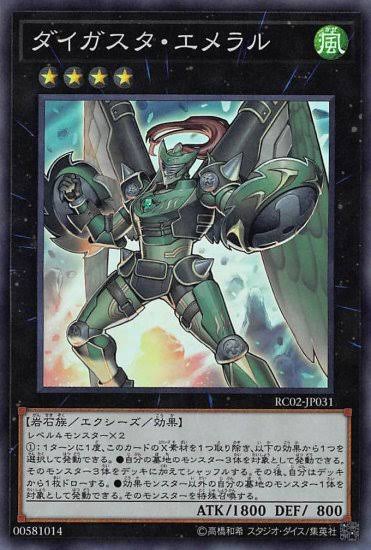 ダイガスタ・エメラル
風
RC02-JP031
【岩石族/エクシーズ/効果】
レベル4モンスター×2
①:1ターンに1度、このカードのX素材を1つ取り除き、以下の効果から1つを
選択して発動できる。●自分の墓地のモンスター3体を対象として発動できる。
そのモンスター3体をデッキに加えてシャッフルする。その後、自分はデッキ
から1枚ドローする。●効果モンスター以外の自分の墓地のモンスター1体
を対象として発動できる。そのモンスターを特殊召喚する。
ATK/1800 DEF/ 800
00581014
©高橋和希 スタジオ・ダイス/集英社